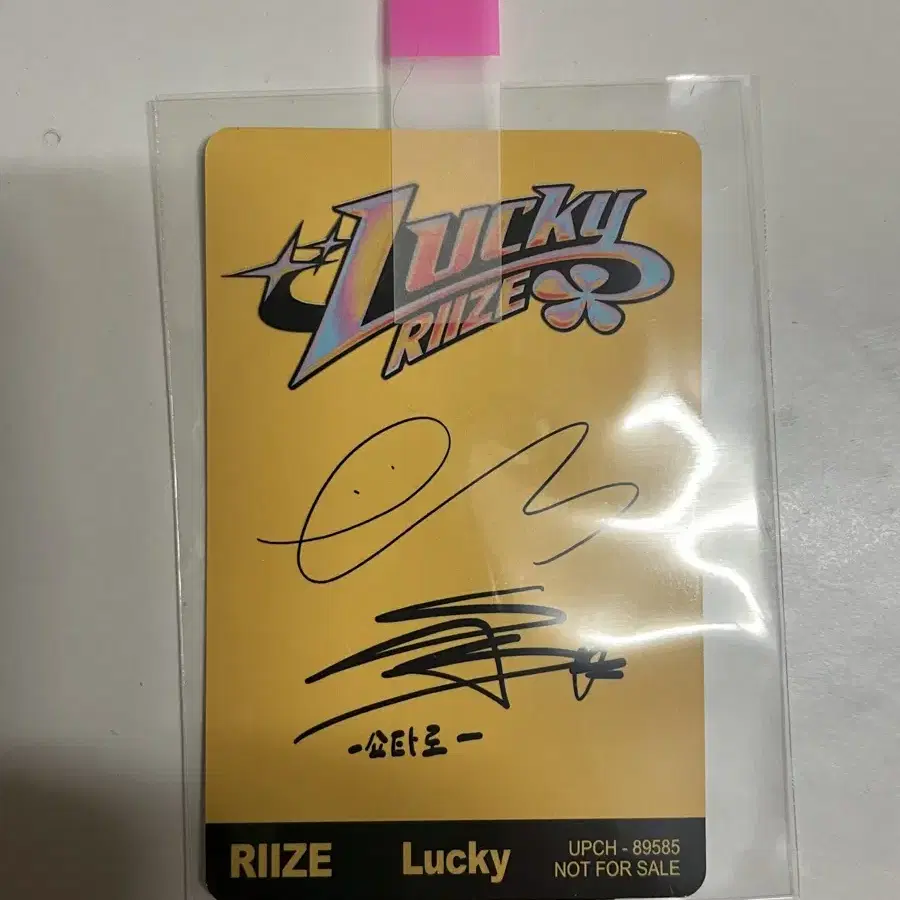 Lucky
RIIZE
-쇼타로-
RIIZE Lucky UPCH - 89585
NOT FOR SALE